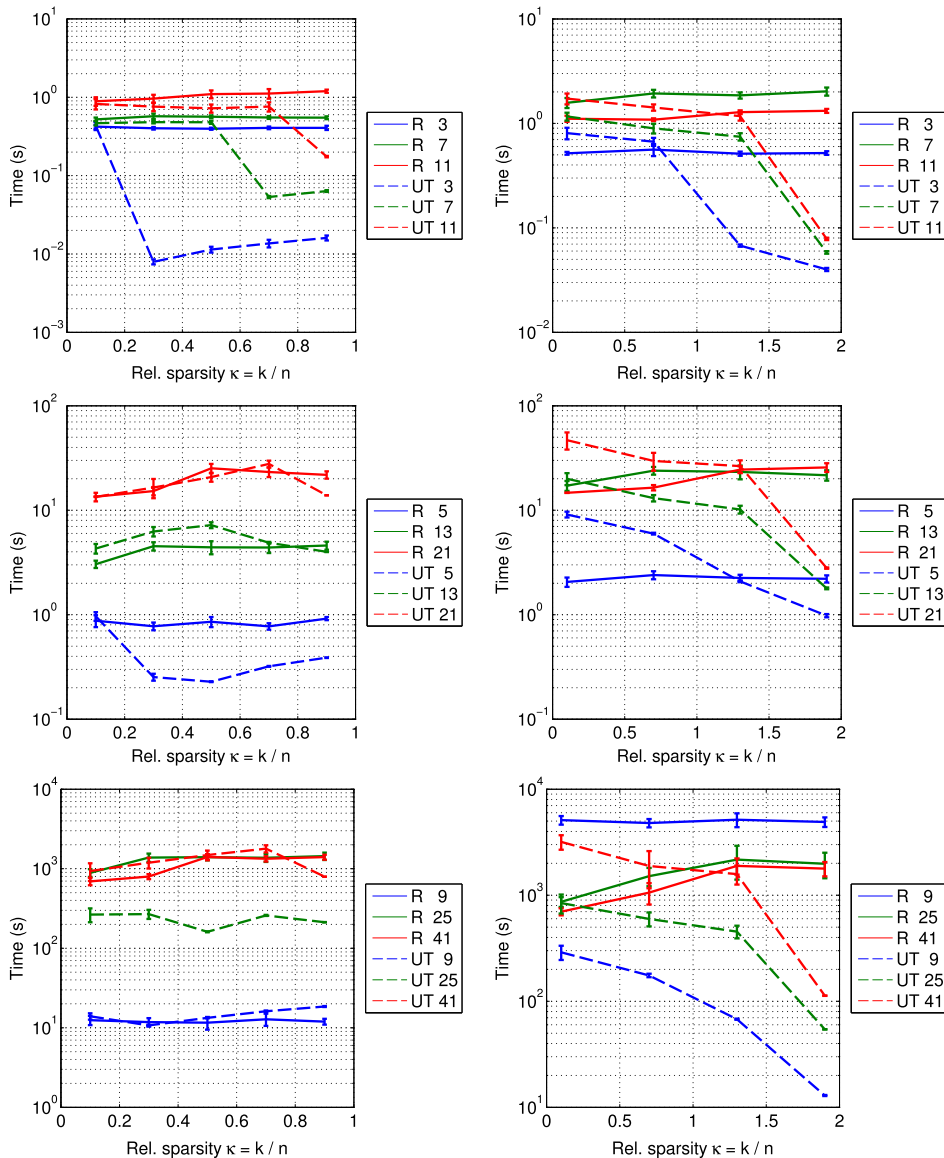 10^1
10^0
10^−1
10^−2
10^−3
Time (s)
0 0.2 0.4 0.6 0.8 1
Rel. sparsity κ = k / n
R 3
R 7
R 11
UT 3
UT 7
UT 11
10^1
10^0
10^−1
10^−2
Time (s)
0 0.5 1 1.5 2
Rel. sparsity κ = k / n
R 3
R 7
R 11
UT 3
UT 7
UT 11
10^2
10^1
10^0
10^−1
Time (s)
0 0.2 0.4 0.6 0.8 1
Rel. sparsity κ = k / n
R 5
R 13
R 21
UT 5
UT 13
UT 21
10^2
10^1
10^0
10^−1
Time (s)
0 0.5 1 1.5 2
Rel. sparsity κ = k / n
R 5
R 13
R 21
UT 5
UT 13
UT 21
10^4
10^3
10^2
10^1
10^0
Time (s)
0 0.2 0.4 0.6 0.8 1
Rel. sparsity κ = k / n
R 9
R 25
R 41
UT 9
UT 25
UT 41
10^4
10^3
10^2
10^1
Time (s)
0 0.5 1 1.5 2
Rel. sparsity κ = k / n
R 9
R 25
R 41
UT 9
UT 25
UT 41